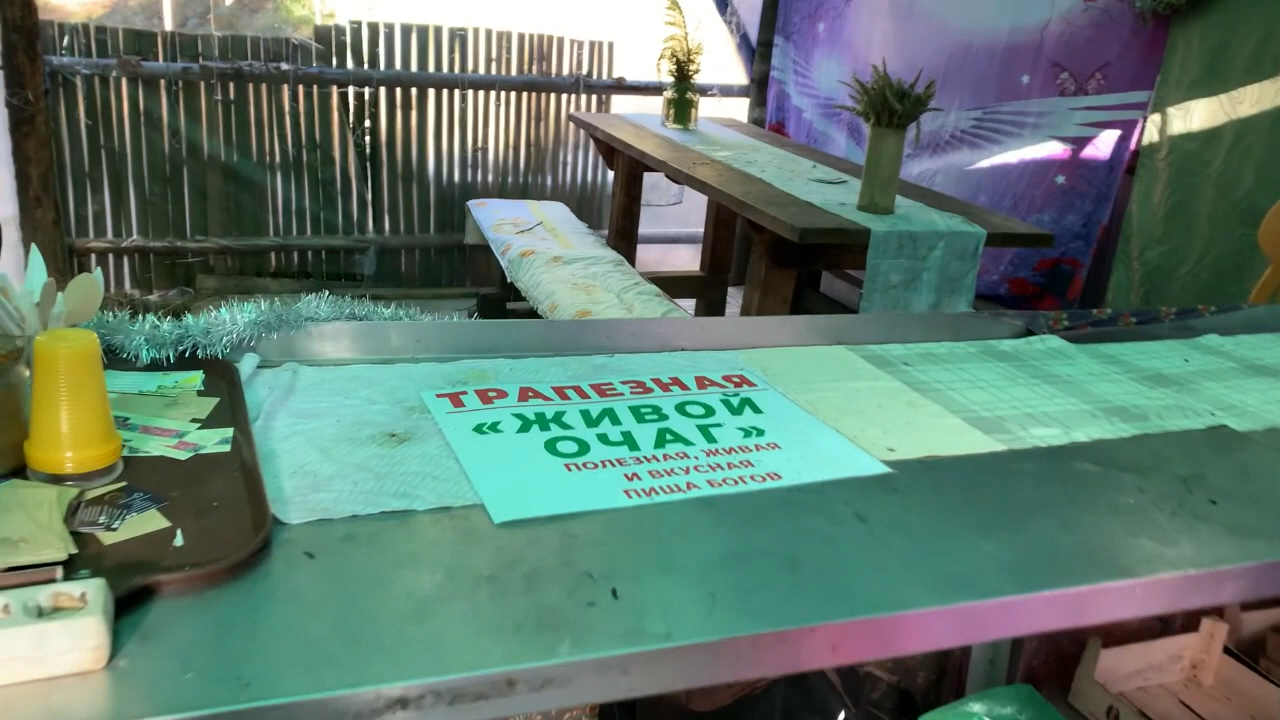 ТРАПЕЗНАЯ
«ЖИВОЙ
ОЧАГ»
ПОЛЕЗНАЯ, ЖИВАЯ
И ВКУСНАЯ
ПИЩА БОГОВ